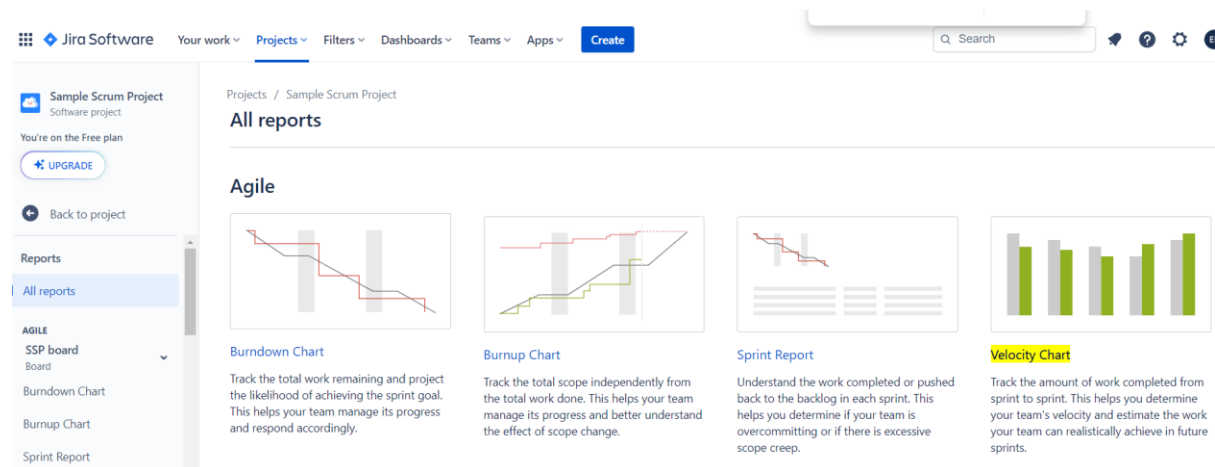 Jira Software Your work Projects Filters Dashboards Teams Apps Create Search E
Sample Scrum Project
Software project
You're on the Free plan
UPGRADE
Back to project
Reports
All reports
AGILE
SSP board
Board
Burndown Chart
Burnup Chart
Sprint Report
Projects / Sample Scrum Project
All reports
Agile
Burndown Chart
Track the total work remaining and project
the likelihood of achieving the sprint goal.
This helps your team manage its progress
and respond accordingly.
Burnup Chart
Track the total scope independently from
the total work done. This helps your team
manage its progress and better understand
the effect of scope change.
Sprint Report
Understand the work completed or pushed
back to the backlog in each sprint. This
helps you determine if your team is
overcommitting or if there is excessive
scope creep.
Velocity Chart
Track the amount of work completed from
sprint to sprint. This helps you determine
your team's velocity and estimate the work
your team can realistically achieve in future
sprints.